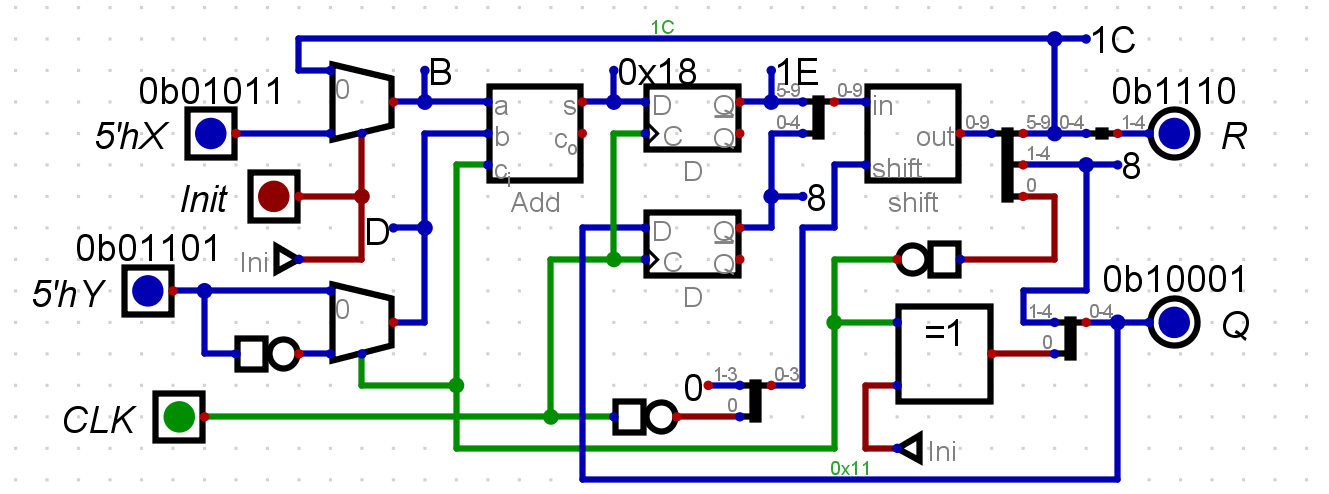 1C
1C
B
0x18
1E
0b01011
5'hX
0
a
s
b
c₀
cᵢ
Add
D
Q
C
Q
D
5-9
0-9
0-4
in
out
shift
shift
0-9
5-9
0-4
1-4
0b1110
R
1-4
8
0
Init
Ini
D
8
D
Q
C
Q
D
0b01101
5'hY
0
=1
0b10001
Q
1-4
0-4
0
CLK
0
1-3
0-3
0
Ini
0x11